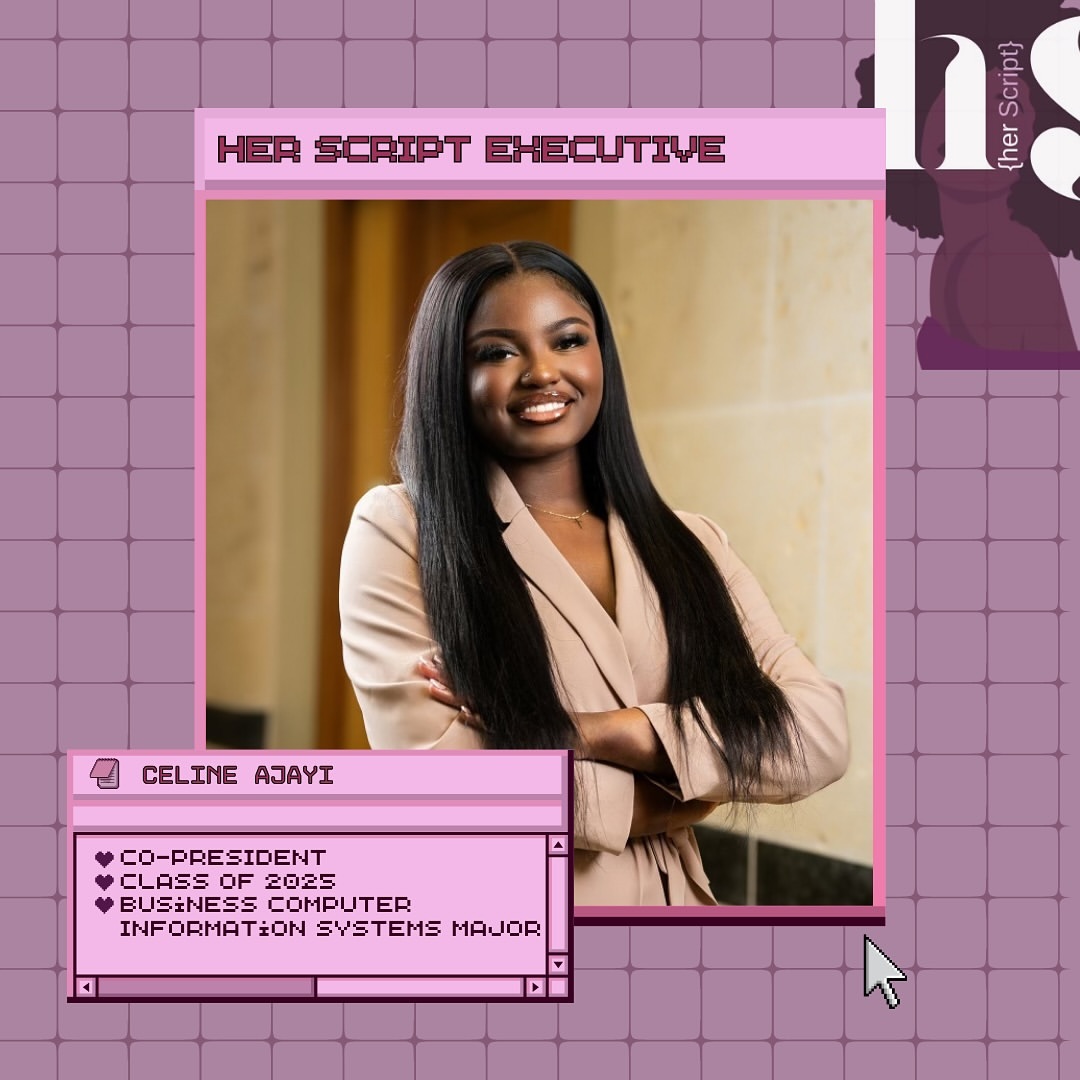 hs
{her Script}
HER SCRIPT EXECUTIVE
CELINE AJAYI
CO-PRESIDENT
CLASS OF 2025
BUSiNESS COMPUTER
INFORMATiON SYSTEMS MAJOR